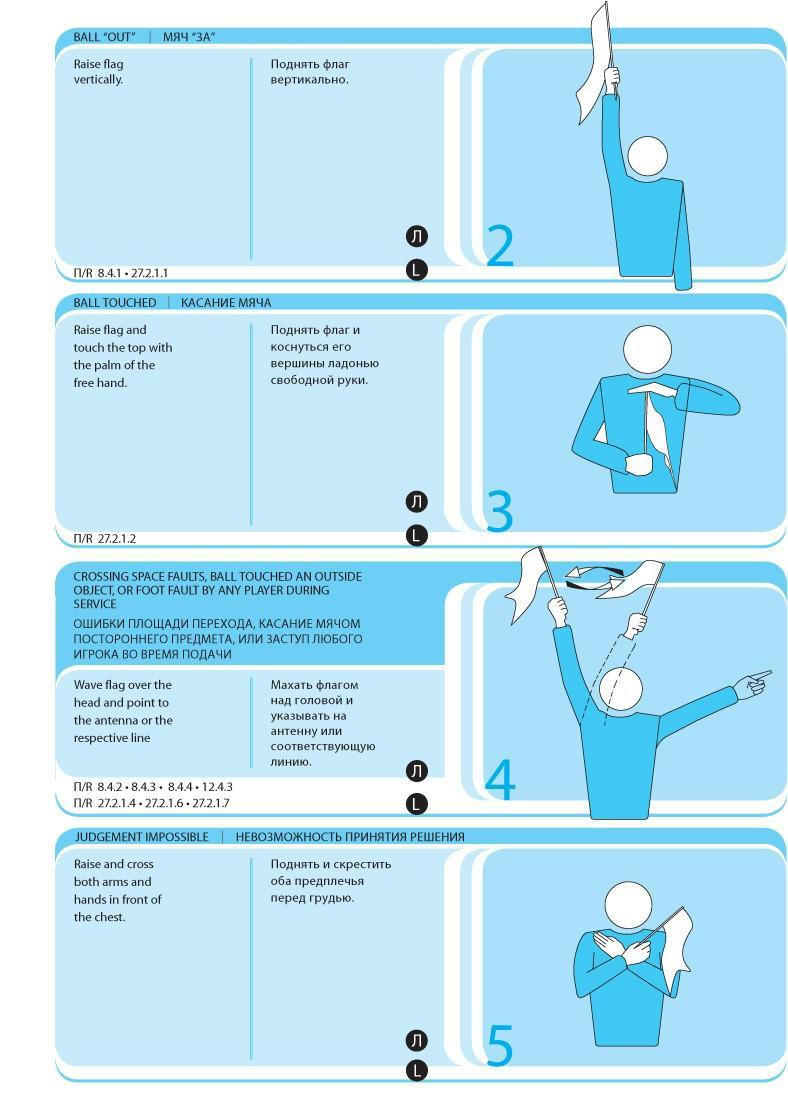 BALL “OUT” | МЯЧ “ЗА”
Raise flag
vertically.
Поднять флаг
вертикально.
Л
L
2
П/R 8.4.1 • 27.2.1.1
BALL TOUCHED | КАСАНИЕ МЯЧА
Raise flag and
touch the top with
the palm of the
free hand.
Поднять флаг и
коснуться его
вершины ладонью
свободной руки.
Л
L
3
П/R 27.2.1.2
CROSSING SPACE FAULTS, BALL TOUCHED AN OUTSIDE
OBJECT, OR FOOT FAULT BY ANY PLAYER DURING
SERVICE
ОШИБКИ ПЛОЩАДИ ПЕРЕХОДА, КАСАНИЕ МЯЧОМ
ПОСТОРОННЕГО ПРЕДМЕТА, ИЛИ ЗАСТУП ЛЮБОГО
ИГРОКА ВО ВРЕМЯ ПОДАЧИ
Wave flag over the
head and point to
the antenna or the
respective line
Махать флагом
над головой и
указывать на
антенну или
соответствующую
линию.
Л
L
4
П/R 8.4.2 • 8.4.3 • 8.4.4 • 12.4.3
П/R 27.2.1.4 • 27.2.1.6 • 27.2.1.7
JUDGEMENT IMPOSSIBLE | НЕВОЗМОЖНОСТЬ ПРИНЯТИЯ РЕШЕНИЯ
Raise and cross
both arms and
hands in front of
the chest.
Поднять и скрестить
оба предплечья
перед грудью.
Л
L
5